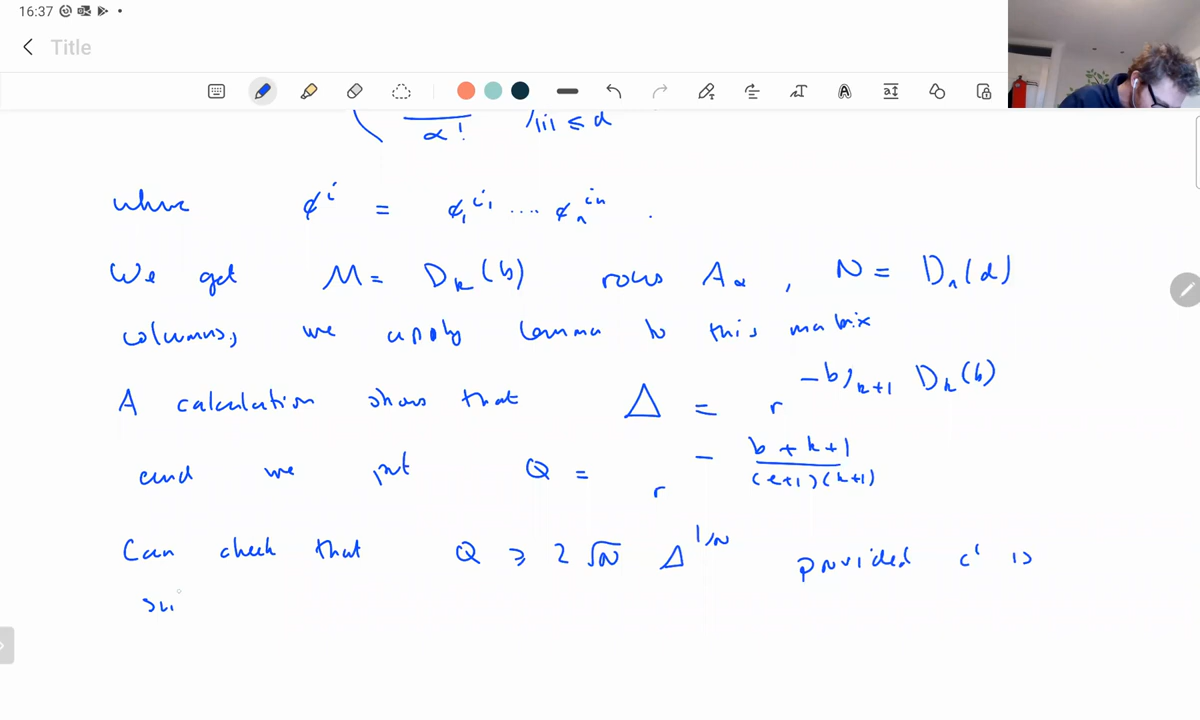 16:37
Title
α! /|i| ≤ d
where φ^i = φ_1^{i_1} .... φ_n^{i_n} .
We get M = D_k(b) rows A_α , N = D_n(d)
columns, we apply lemma to this matrix
A calculation shows that Δ = r^{-b/k+1 D_k(b)}
and we put Q = r^{- \frac{b+k+1}{(e+1)(k+1)}}
Can check that Q ≥ 2 √N Δ^{1/N} provided c' is